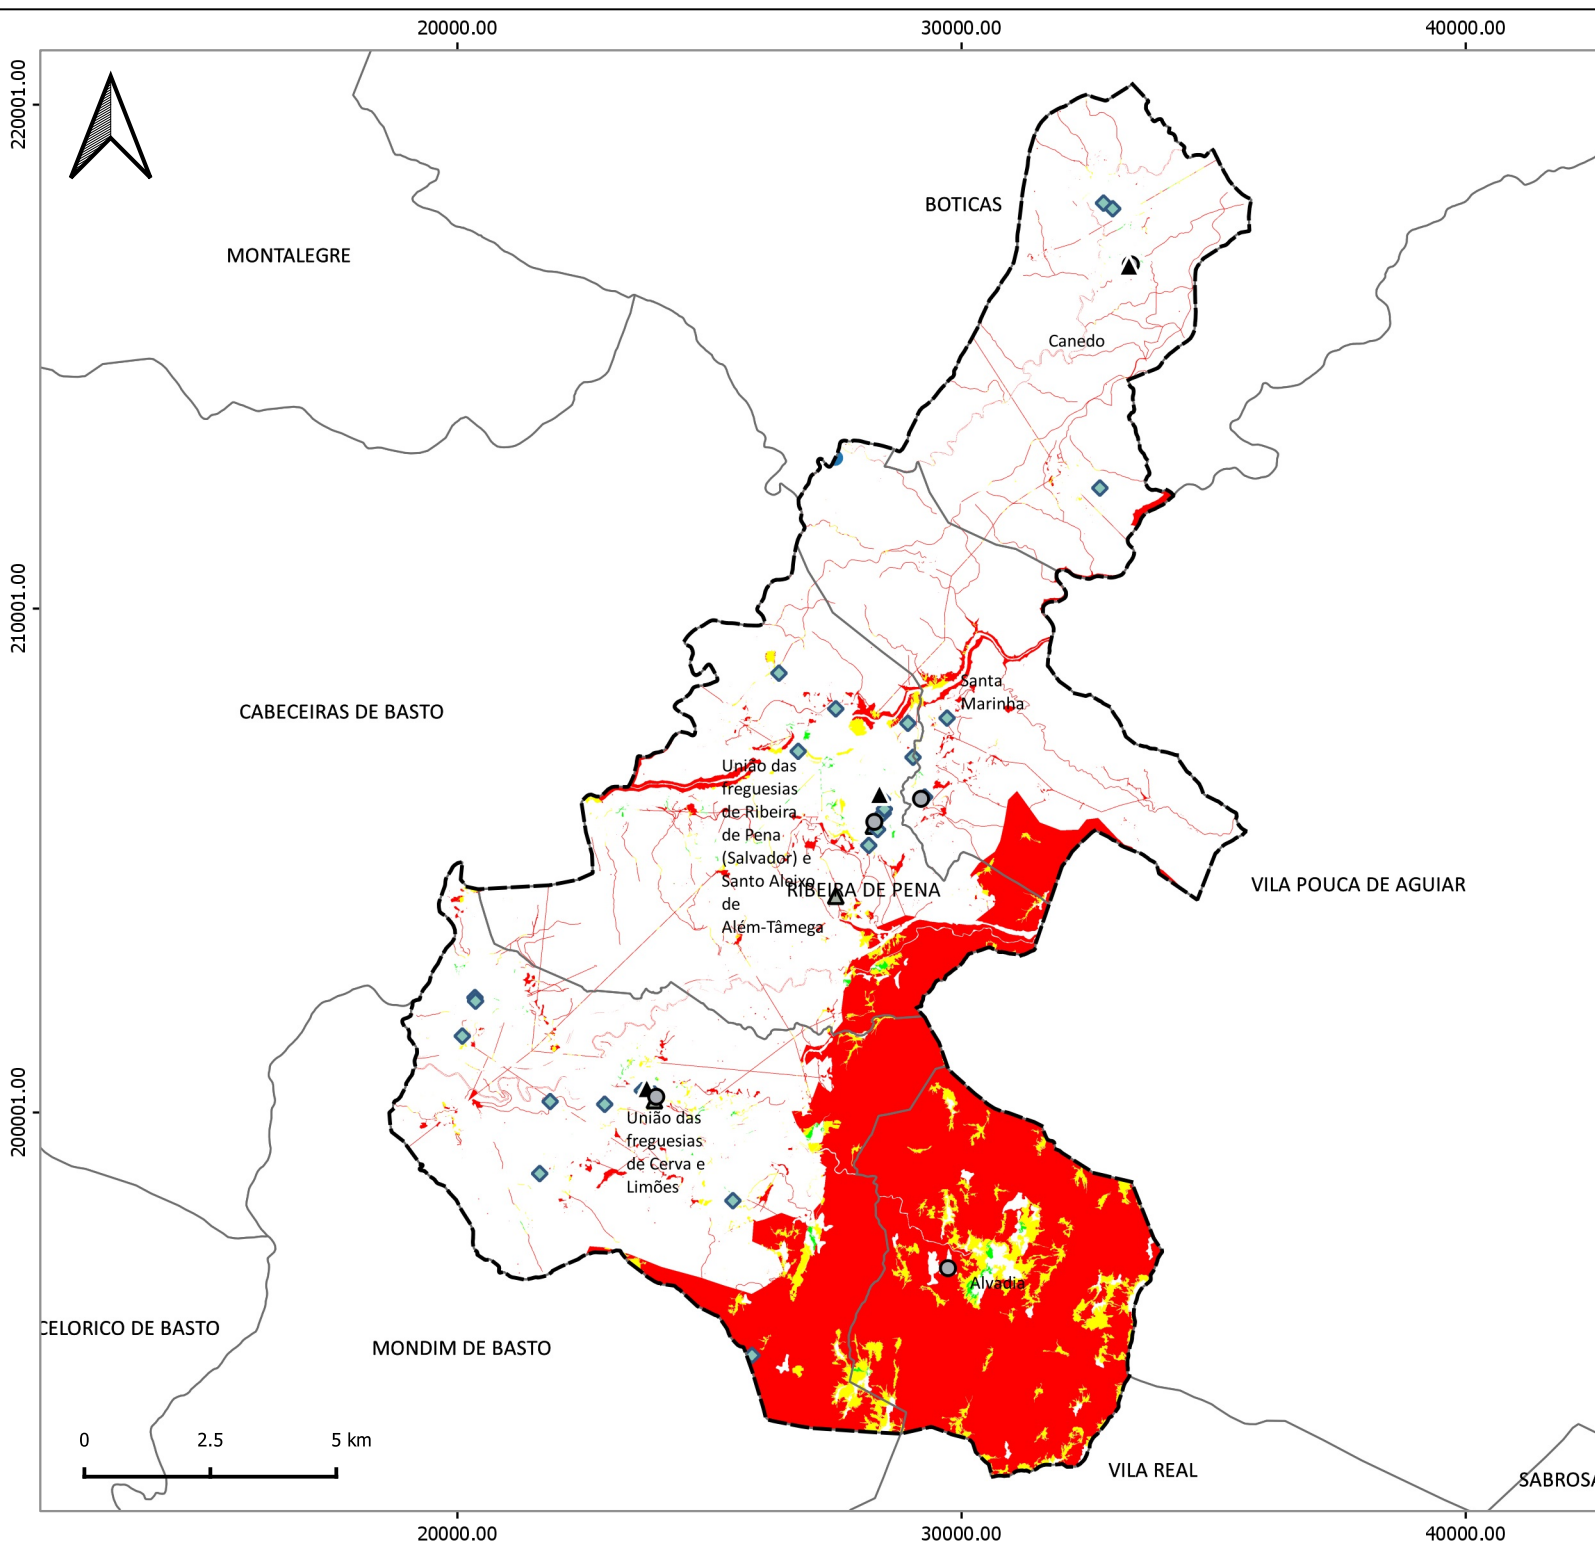 20000.00
30000.00
40000.00
220001.00
210001.00
200001.00
BOTICAS
MONTALEGRE
Canedo
CABECEIRAS DE BASTO
Santa
Marinha
União das
freguesias
de Ribeira
de Pena
(Salvador) e
Santo Aleixo
de
Além-Tâmega
RIBEIRA DE PENA
VILA POUCA DE AGUIAR
União das
freguesias
de Cerva e
Limões
Alvadia
CELORICO DE BASTO
MONDIM DE BASTO
VILA REAL
SABROSA
0
2.5
5 km
20000.00
30000.00
40000.00